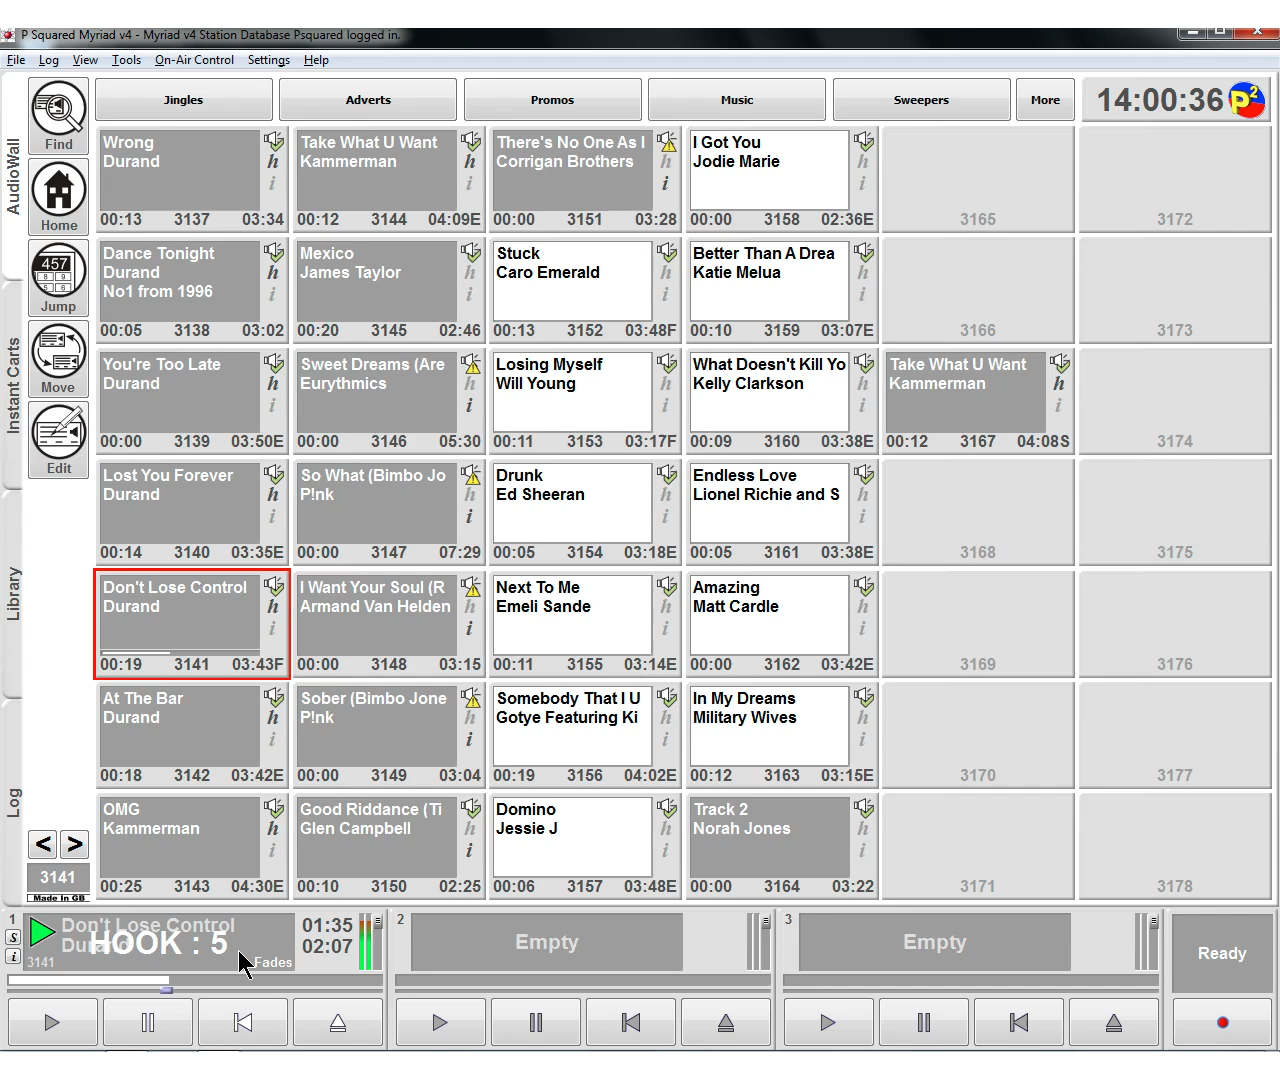 P Squared Myriad v4 - Myriad v4 Station Database Psquared logged in.
File Log View Tools On-Air Control Settings Help
AudioWall
Instant Carts
Library
Log
Find
Home
457
8 9
5 6
Jump
Move
Edit
< >
3141
Made In GB
Jingles Adverts Promos Music Sweepers More 14:00:36 P2
Wrong
Durand
h
i
00:13 3137 03:34
Take What U Want
Kammerman
h
i
00:12 3144 04:09E
There's No One As I
Corrigan Brothers
h
i
00:00 3151 03:28
I Got You
Jodie Marie
h
i
00:00 3158 02:36E
3165
3172
Dance Tonight
Durand
No1 from 1996
h
i
00:05 3138 03:02
Mexico
James Taylor
h
i
00:20 3145 02:46
Stuck
Caro Emerald
h
i
00:13 3152 03:48F
Better Than A Drea
Katie Melua
h
i
00:10 3159 03:07E
3166
3173
You're Too Late
Durand
h
i
00:00 3139 03:50E
Sweet Dreams (Are
Eurythmics
h
i
00:00 3146 05:30
Losing Myself
Will Young
h
i
00:11 3153 03:17F
What Doesn't Kill Yo
Kelly Clarkson
h
i
00:09 3160 03:38E
Take What U Want
Kammerman
h
i
00:12 3167 04:08S
3174
Lost You Forever
Durand
h
i
00:14 3140 03:35E
So What (Bimbo Jo
P!nk
h
i
00:00 3147 07:29
Drunk
Ed Sheeran
h
i
00:05 3154 03:18E
Endless Love
Lionel Richie and S
h
i
00:05 3161 03:38E
3168
3175
Don't Lose Control
Durand
h
i
00:19 3141 03:43F
I Want Your Soul (R
Armand Van Helden
h
i
00:00 3148 03:15
Next To Me
Emeli Sande
h
i
00:11 3155 03:14E
Amazing
Matt Cardle
h
i
00:00 3162 03:42E
3169
3176
At The Bar
Durand
h
i
00:18 3142 03:42E
Sober (Bimbo Jone
P!nk
h
i
00:00 3149 03:04
Somebody That I U
Gotye Featuring Ki
h
i
00:19 3156 04:02E
In My Dreams
Military Wives
h
i
00:12 3163 03:15E
3170
3177
OMG
Kammerman
h
i
00:25 3143 04:30E
Good Riddance (Ti
Glen Campbell
h
i
00:10 3150 02:25
Domino
Jessie J
h
i
00:06 3157 03:48E
Track 2
Norah Jones
h
i
00:00 3164 03:22
3171
3178
1
S
i
Don't Lose Control
Durand
HOOK : 5
3141
Fades
01:35
02:07
2
Empty
3
Empty
Ready